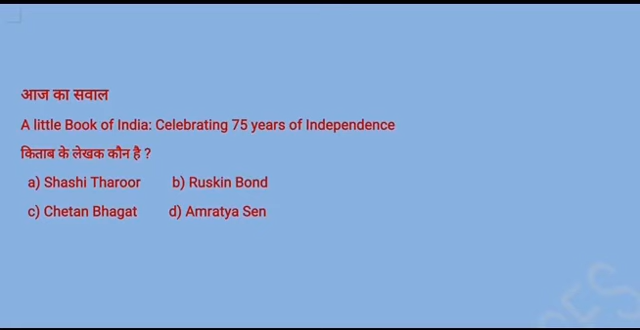 आज का सवाल
A little Book of India: Celebrating 75 years of Independence
किताब के लेखक कौन है ?
a) Shashi Tharoor b) Ruskin Bond
c) Chetan Bhagat d) Amratya Sen